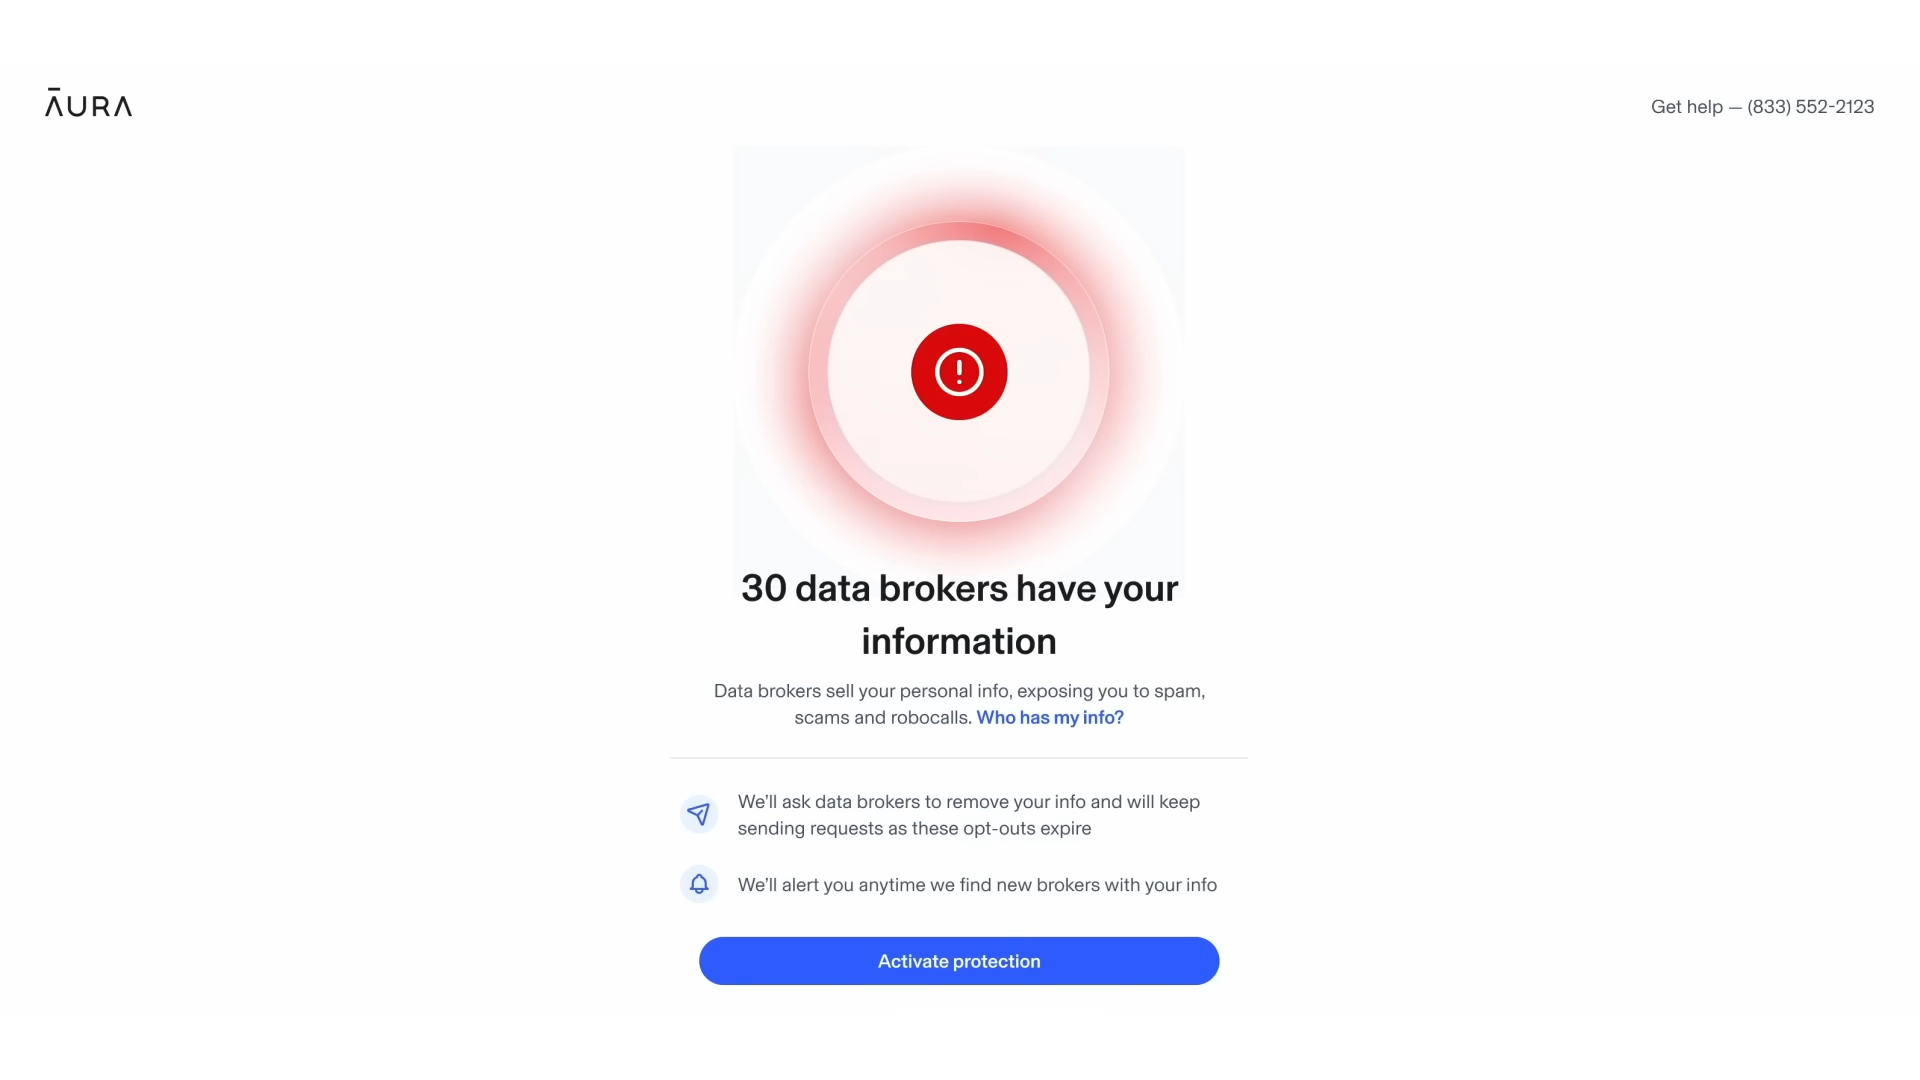 ĀURA
Get help — (833) 552-2123
30 data brokers have your
information
Data brokers sell your personal info, exposing you to spam,
scams and robocalls. Who has my info?
We’ll ask data brokers to remove your info and will keep
sending requests as these opt-outs expire
We’ll alert you anytime we find new brokers with your info
Activate protection